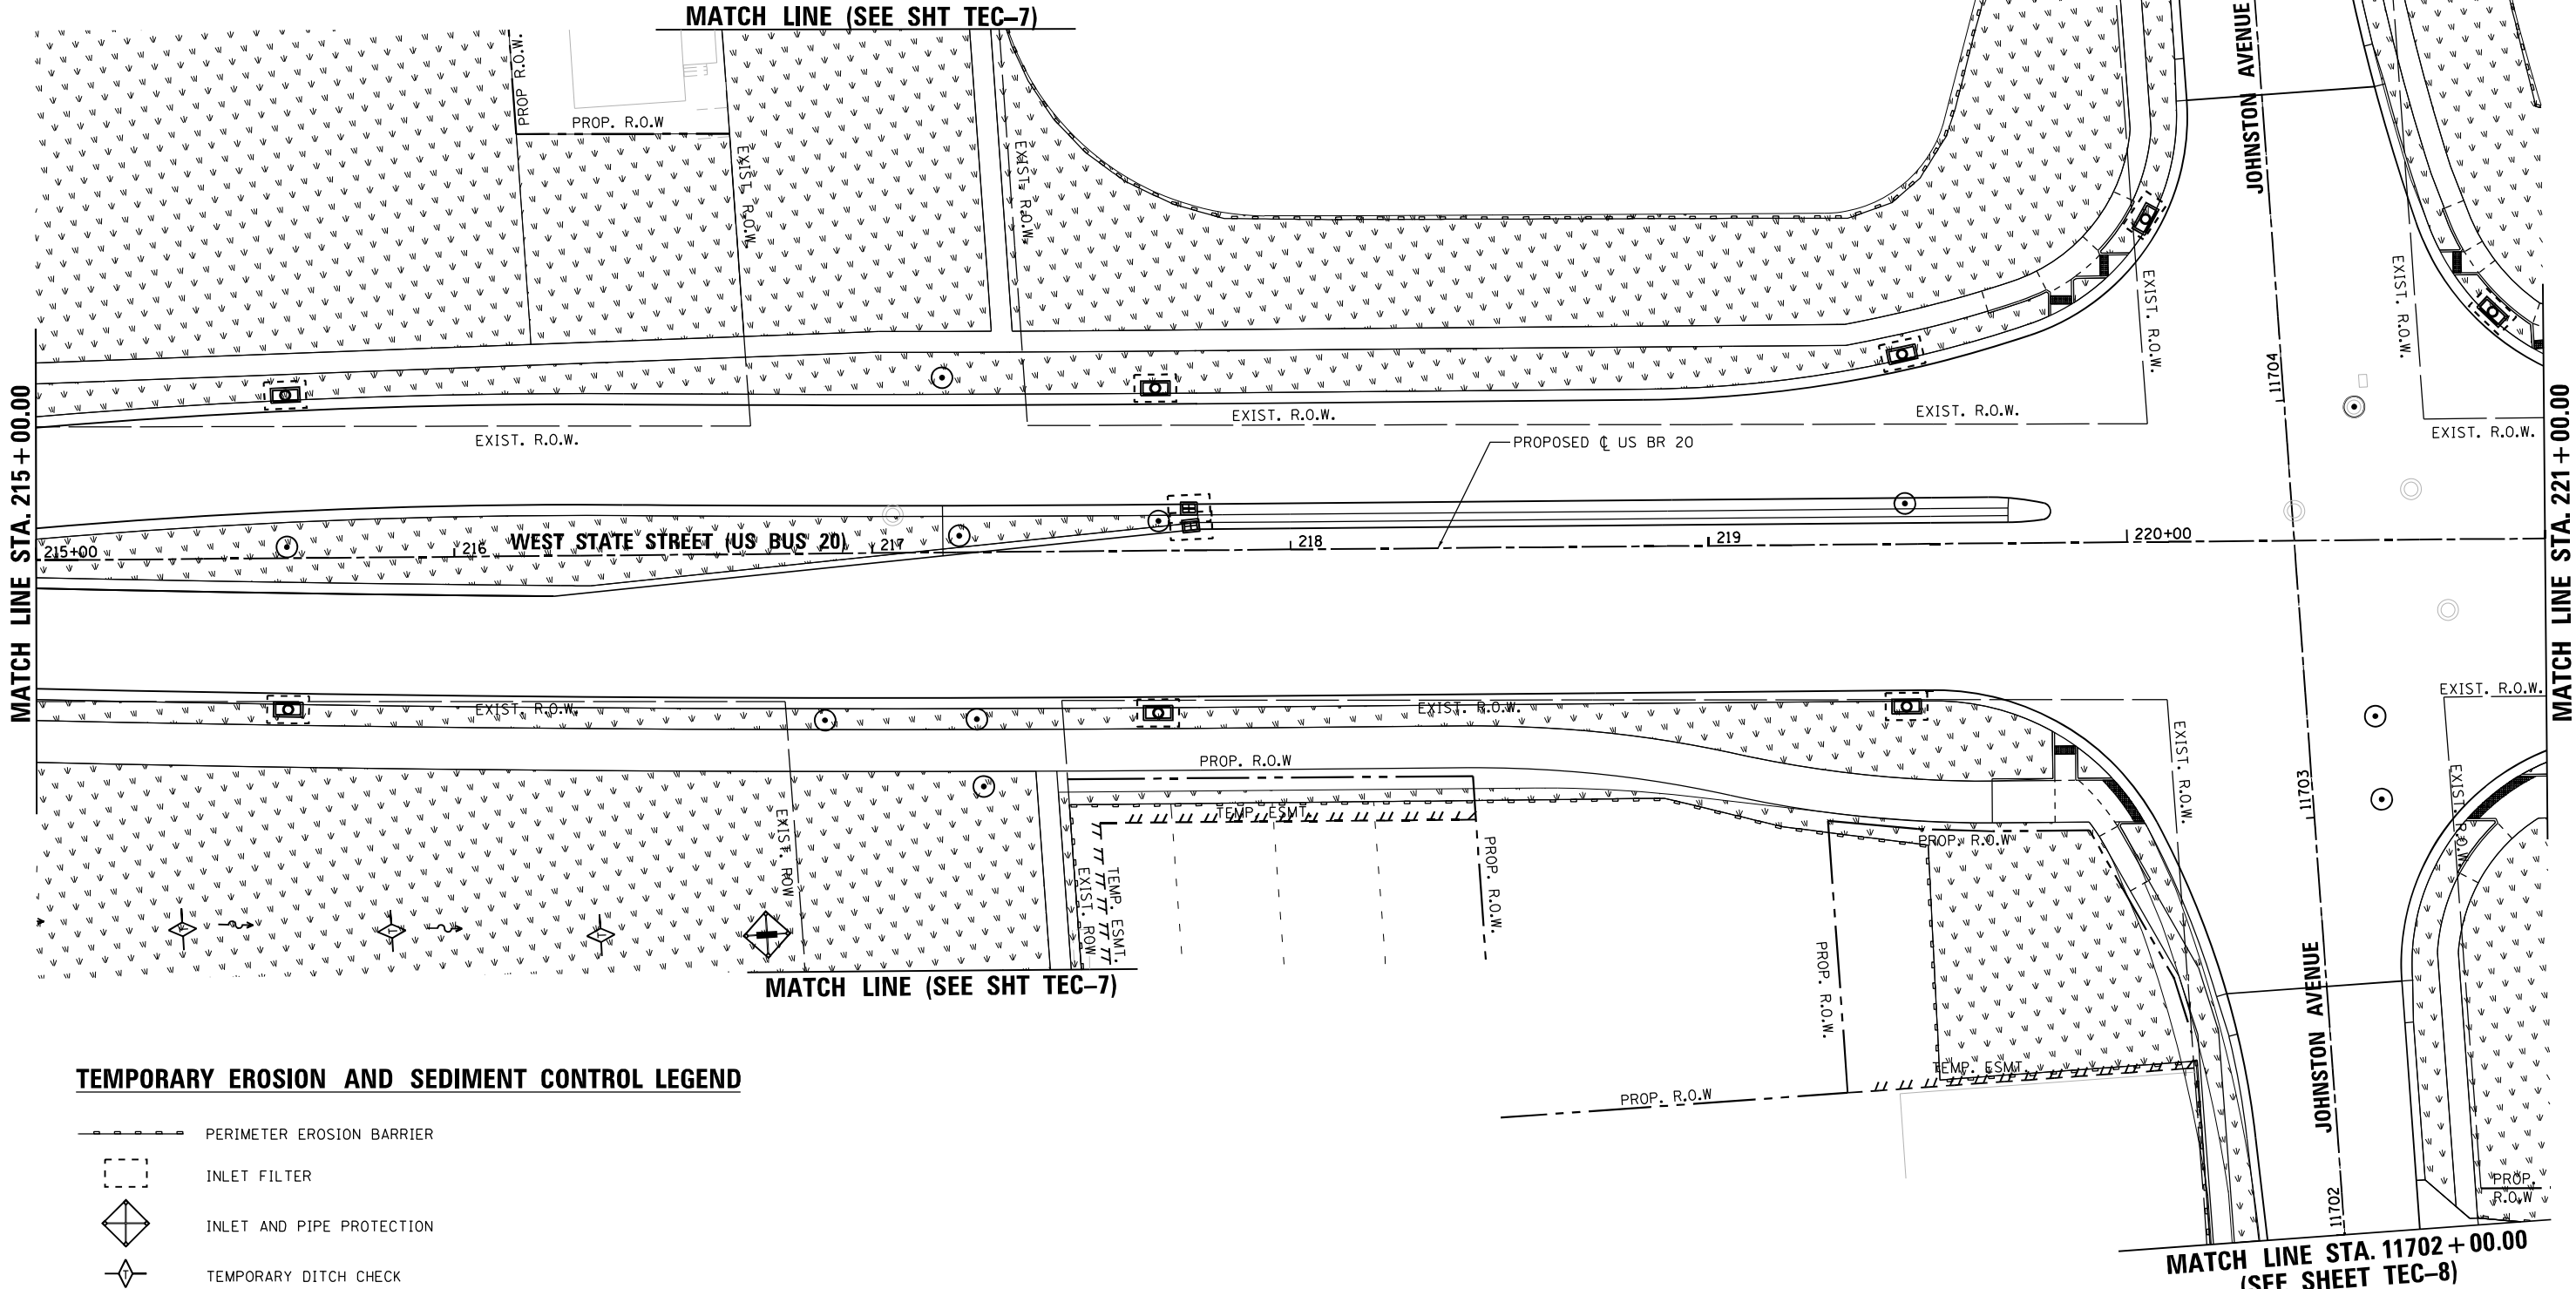 MATCH LINE (SEE SHT TEC-7)
PROP R.O.W.
PROP. R.O.W
EXIST. R.O.W.
EXIST. R.O.W.
JOHNSTON AVENUE
EXIST. R.O.W.
EXIST. R.O.W.
11704
MATCH LINE STA. 215+00.00
EXIST. R.O.W.
EXIST. R.O.W.
EXIST. R.O.W.
EXIST. R.O.W.
MATCH LINE STA. 221+00.00
PROPOSED ℄ US BR 20
215+00
216
WEST STATE STREET (US BUS 20)
217
218
219
220+00
EXIST. R.O.W.
EXIST. R.O.W.
EXIST. R.O.W.
EXIST. R.O.W.
PROP. R.O.W
11703
EXIST. R.O.W.
TEMP. ESMT.
PROP. R.O.W
EXIST. ROW
EXIST. ROW
TEMP. ESMT.
PROP. R.O.W.
PROP. R.O.W.
T
T
T
JOHNSTON AVENUE
MATCH LINE (SEE SHT TEC-7)
TEMP. ESMT.
PROP. R.O.W
PROP.
R.O.W
11702
MATCH LINE STA. 11702+00.00
(SEE SHEET TEC-8)
TEMPORARY EROSION AND SEDIMENT CONTROL LEGEND
PERIMETER EROSION BARRIER
INLET FILTER
INLET AND PIPE PROTECTION
T
TEMPORARY DITCH CHECK